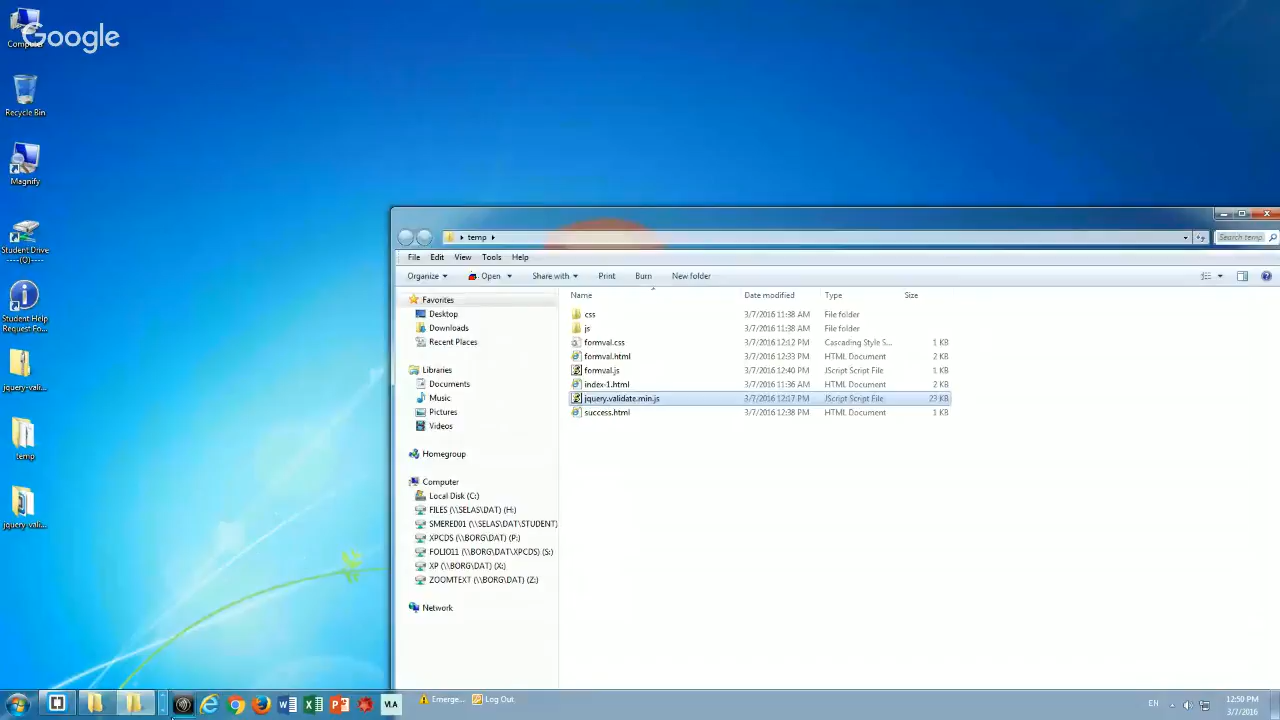 Google
Computer
Recycle Bin
Magnify
Student Drive
----(O)----
Student Help
Request Fo...
jquery-vali...
temp
jquery-vali...
temp
Search temp
File Edit View Tools Help
Organize Open Share with Print Burn New folder
Name Date modified Type Size
css 3/7/2016 11:38 AM File folder
js 3/7/2016 11:38 AM File folder
formval.css 3/7/2016 12:12 PM Cascading Style S... 1 KB
formval.html 3/7/2016 12:33 PM HTML Document 2 KB
formval.js 3/7/2016 12:40 PM JScript Script File 1 KB
index-1.html 3/7/2016 11:36 AM HTML Document 2 KB
jquery.validate.min.js 3/7/2016 12:17 PM JScript Script File 23 KB
success.html 3/7/2016 12:38 PM HTML Document 1 KB
Favorites
Desktop
Downloads
Recent Places
Libraries
Documents
Music
Pictures
Videos
Homegroup
Computer
Local Disk (C:)
FILES (\\SELAS\DAT) (H:)
SMERED01 (\\SELAS\DAT\STUDENT)
XPCDS (\\BORG\DAT) (P:)
FOLIO11 (\\BORG\DAT\XPCDS) (S:)
XP (\\BORG\DAT) (X:)
ZOOMTEXT (\\BORG\DAT) (Z:)
Network
VLA
Emerge...
Log Out
EN
12:50 PM
3/7/2016